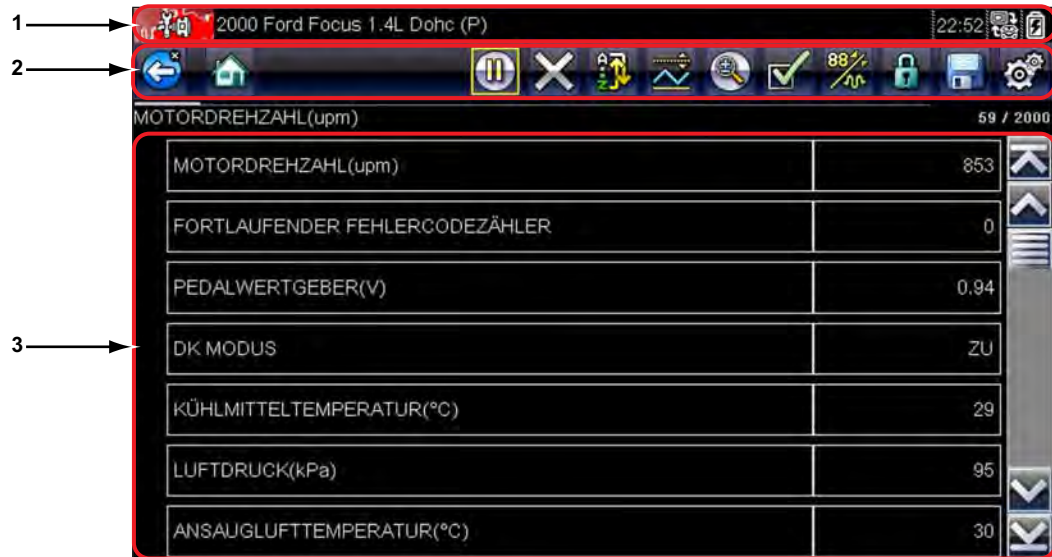 1
2000 Ford Focus 1.4L Dohc (P)
22:52
2
MOTORDREHZAHL(upm)
59 / 2000
3
MOTORDREHZAHL(upm) 853
FORTLAUFENDER FEHLERCODEZÄHLER 0
PEDALWERTGEBER(V) 0.94
DK MODUS ZU
KÜHLMITTELTEMPERATUR(°C) 29
LUFTDRUCK(kPa) 95
ANSAUGLUFTTEMPERATUR(°C) 30